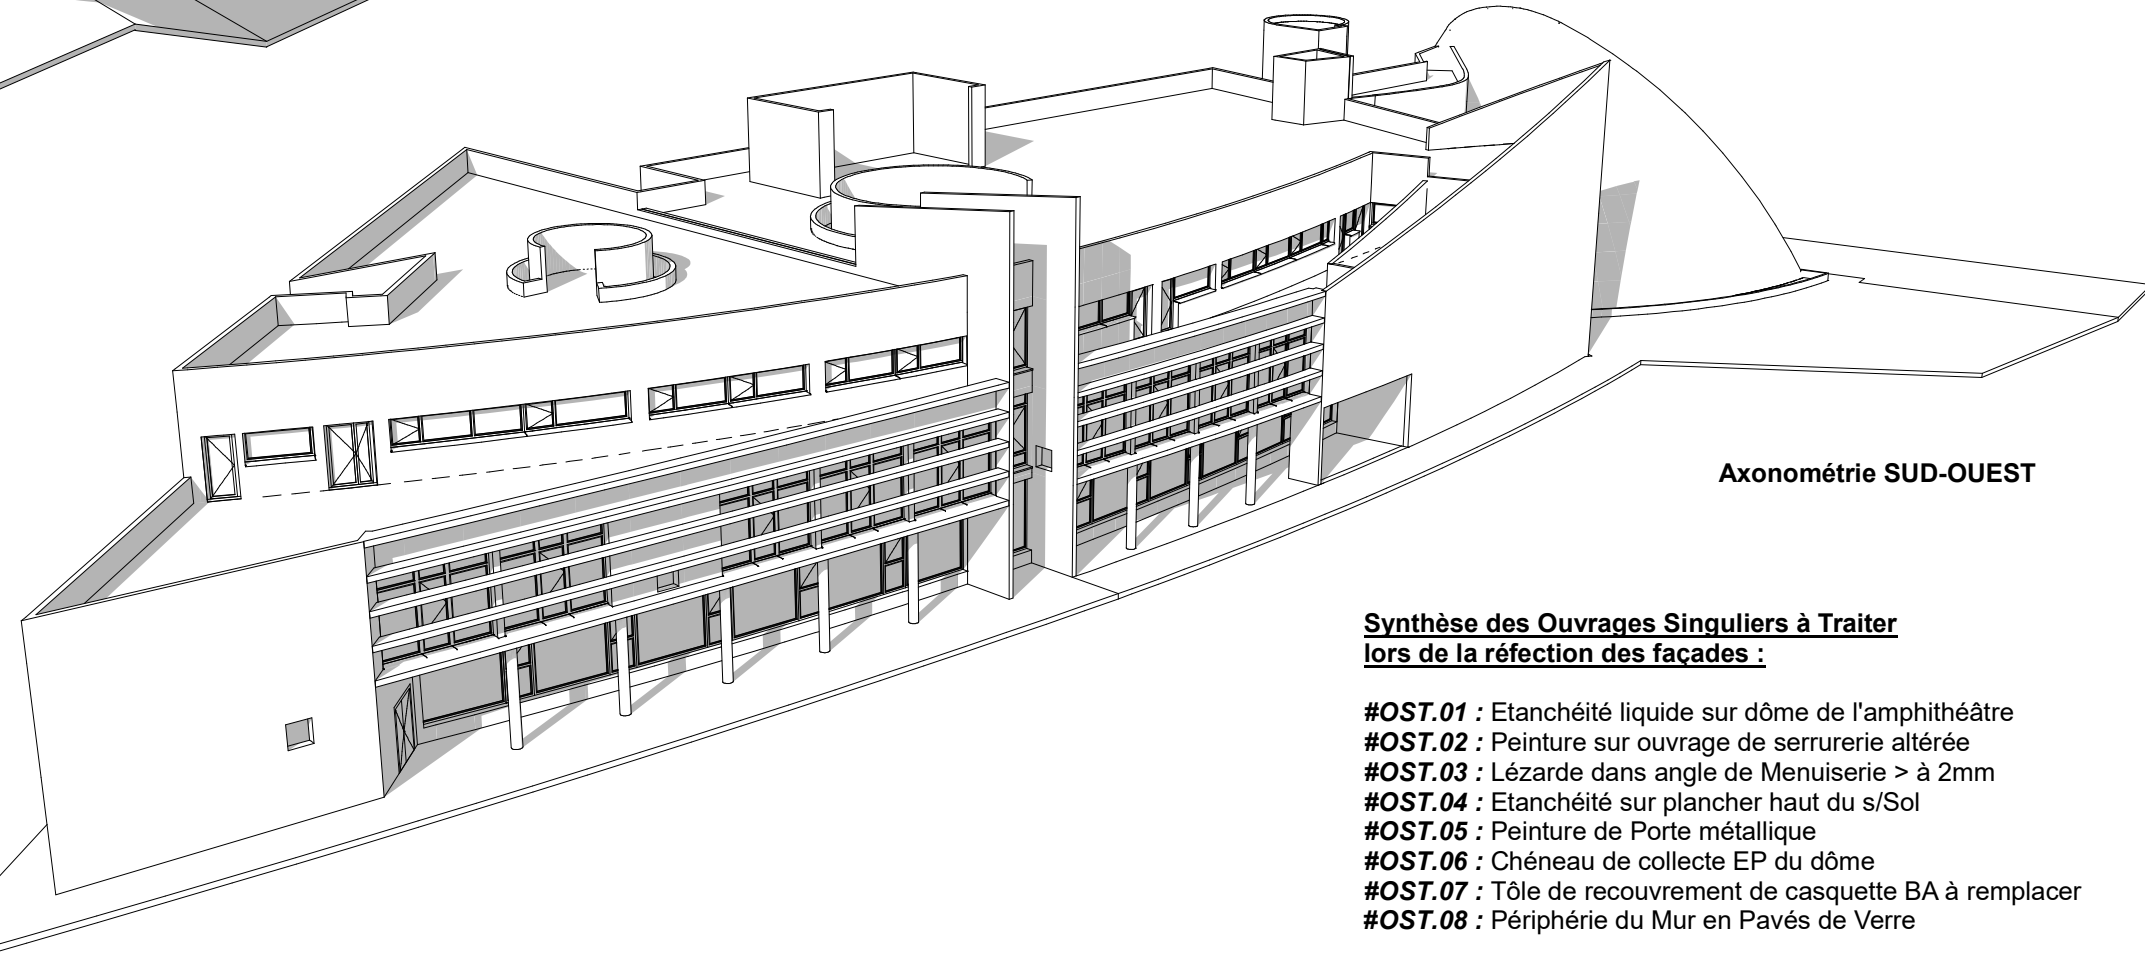 Axonométrie SUD-OUEST
Synthèse des Ouvrages Singuliers à Traiter
lors de la réfection des façades :
#OST.01 : Etanchéité liquide sur dôme de l'amphithéâtre
#OST.02 : Peinture sur ouvrage de serrurerie altérée
#OST.03 : Lézarde dans angle de Menuiserie > à 2mm
#OST.04 : Etanchéité sur plancher haut du s/Sol
#OST.05 : Peinture de Porte métallique
#OST.06 : Chéneau de collecte EP du dôme
#OST.07 : Tôle de recouvrement de casquette BA à remplacer
#OST.08 : Périphérie du Mur en Pavés de Verre